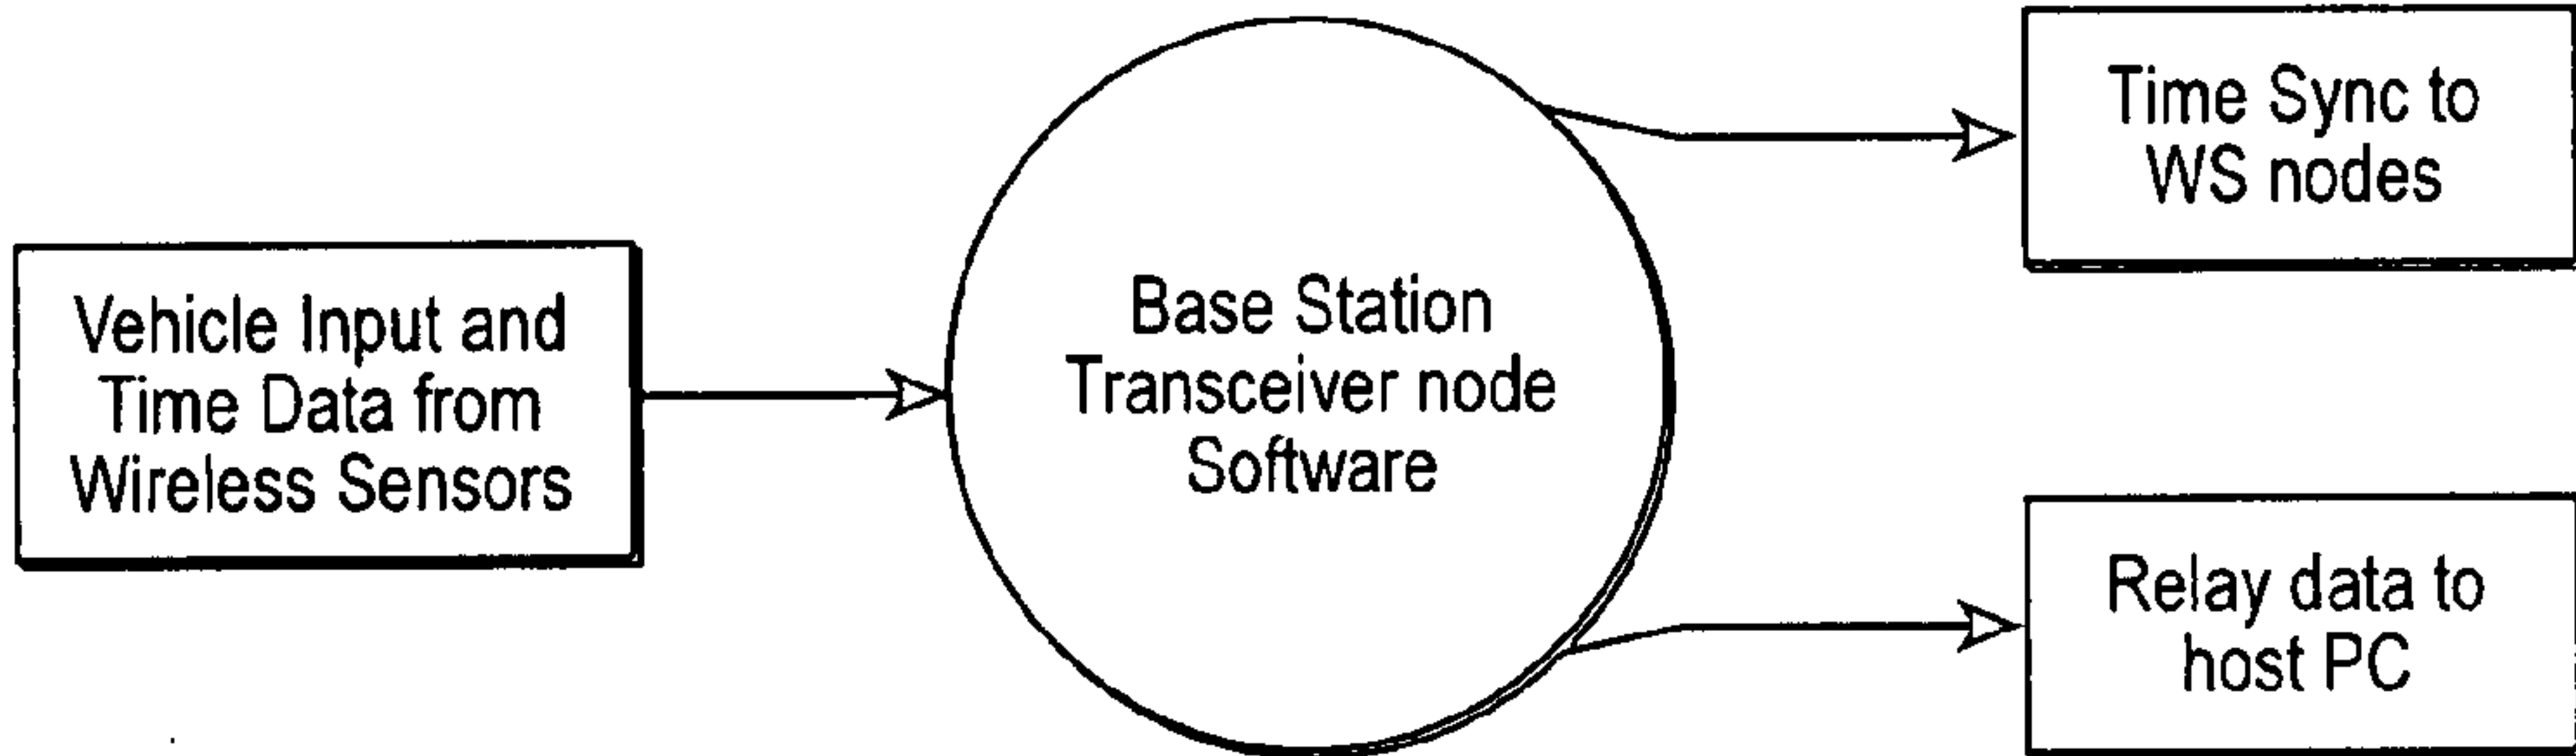 Vehicle Input and
Time Data from
Wireless Sensors
Base Station
Transceiver node
Software
Time Sync to
WS nodes
Relay data to
host PC